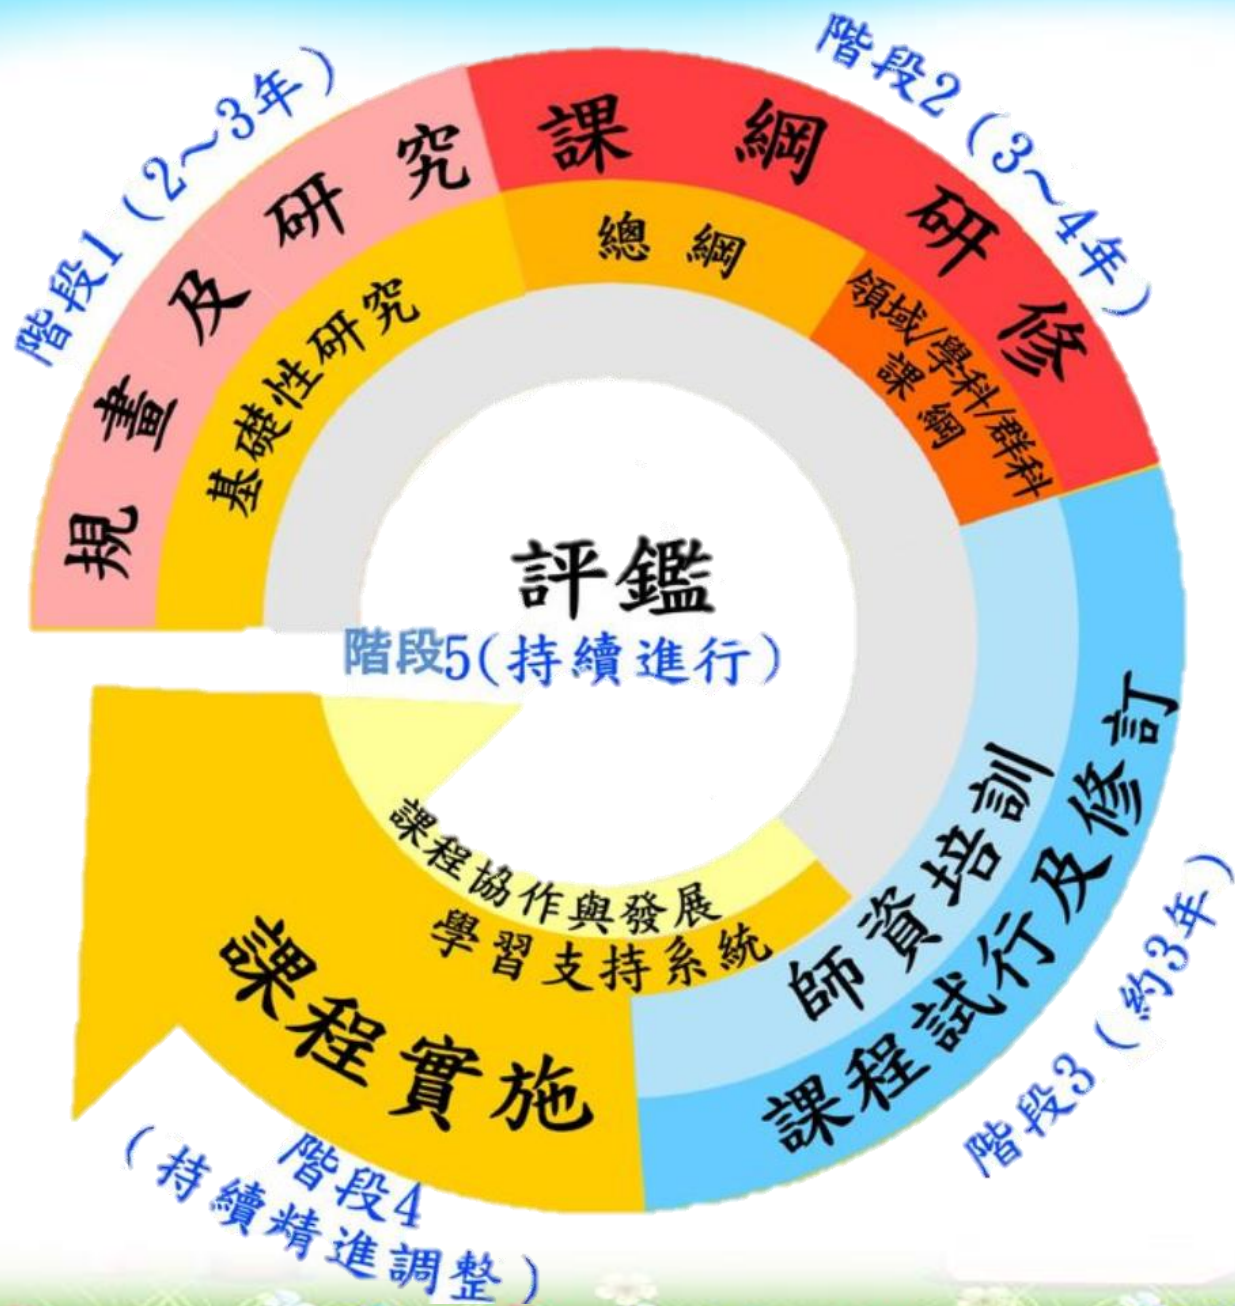 階段1（2～3年）
規畫及研究
基礎性研究
階段2（3～4年）
課綱研修
總綱
領域/學科/群科
課綱
階段3（約3年）
課程試行及修訂
師資培訓
階段4
（持續精進調整）
課程實施
學習支持系統
課程協作與發展
評鑑
階段5(持續進行)